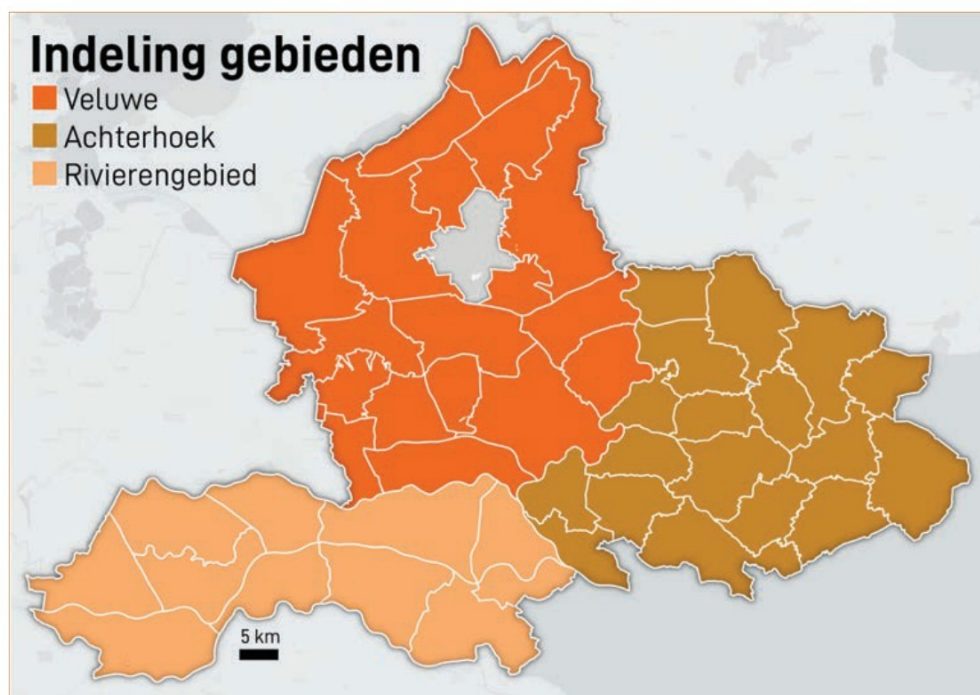 Indeling gebieden
Veluwe
Achterhoek
Rivierengebied
5 km